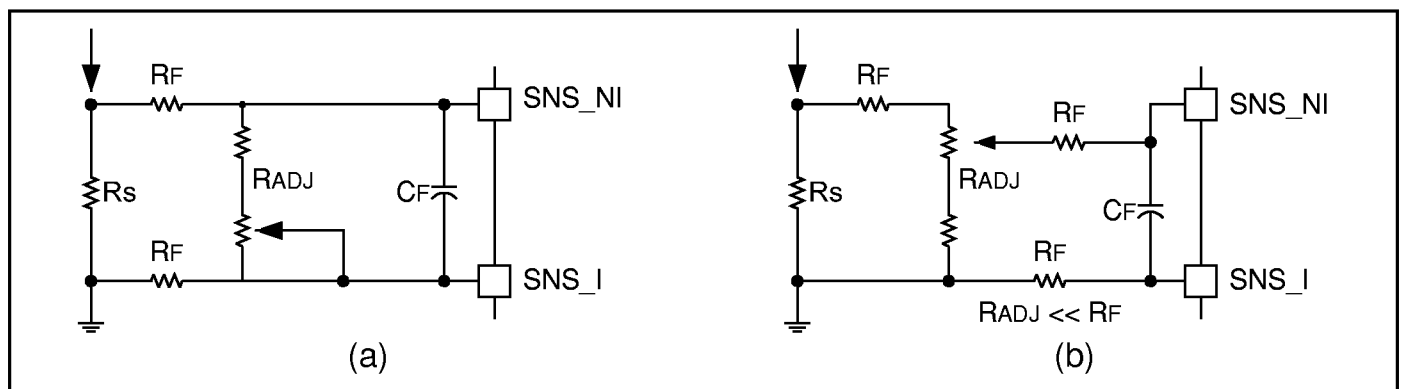 RF
SNS_NI
RADJ
Rs
CF
RF
SNS_I
(a)
RF
RF
SNS_NI
RADJ
Rs
CF
RF
SNS_I
RADJ << RF
(b)